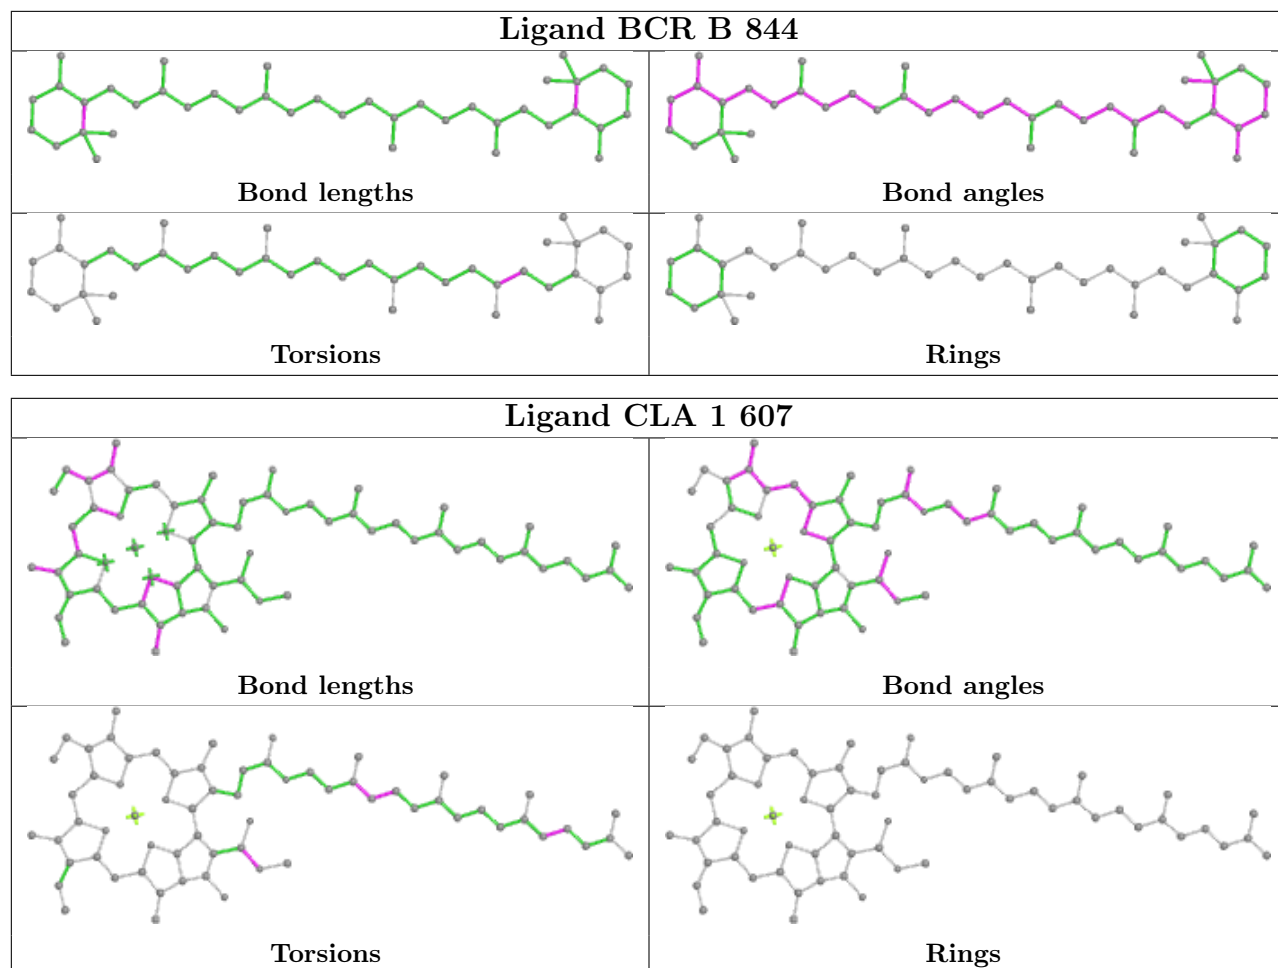 Ligand BCR B 844
Bond lengths
Bond angles
Torsions
Rings
Ligand CLA 1 607
Bond lengths
Bond angles
Torsions
Rings